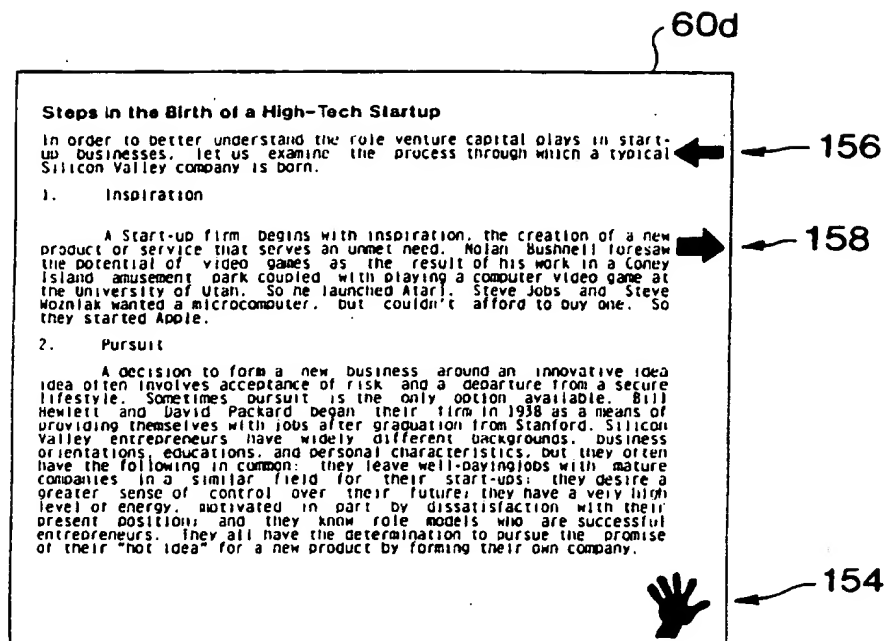 60d
Steps in the Birth of a High-Tech Startup
In order to better understand the role venture capital plays in start-
up businesses, let us examine the process through which a typical
Silicon Valley company is born.
156
1. Inspiration
A Start-up firm begins with inspiration, the creation of a new
product or service that serves an unmet need. Nolan Bushnell foresaw
158
the potential of video games as the result of his work in a Coney
Island amusement park coupled with playing a computer video game at
the University of Utah. So he launched Atari. Steve Jobs and Steve
Wozniak wanted a microcomputer, but couldn't afford to buy one. So
they started Apple.
2. Pursuit
A decision to form a new business around an innovative idea
idea often involves acceptance of risk and a departure from a secure
lifestyle. Sometimes pursuit is the only option available. Bill
Hewlett and David Packard began their firm in 1938 as a means of
providing themselves with jobs after graduation from Stanford. Silicon
Valley entrepreneurs have widely different backgrounds, business
orientations, educations, and personal characteristics, but they often
have the following in common: they leave well-payingjobs with mature
companies in a similar field for their start-ups; they desire a
greater sense of control over their future; they have a very high
level of energy, motivated in part by dissatisfaction with their
present position; and they know role models who are successful
entrepreneurs. They all have the determination to pursue the promise
of their "hot idea" for a new product by forming their own company.
154